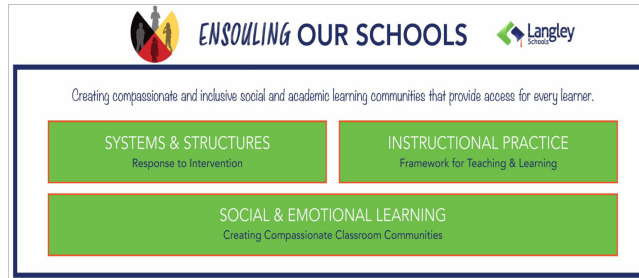 ENSOULING OUR SCHOOLS
Langley
Schools
Creating compassionate and inclusive social and academic learning communities that provide access for every learner.
SYSTEMS & STRUCTURES
Response to Intervention
INSTRUCTIONAL PRACTICE
Framework for Teaching & Learning
SOCIAL & EMOTIONAL LEARNING
Creating Compassionate Classroom Communities